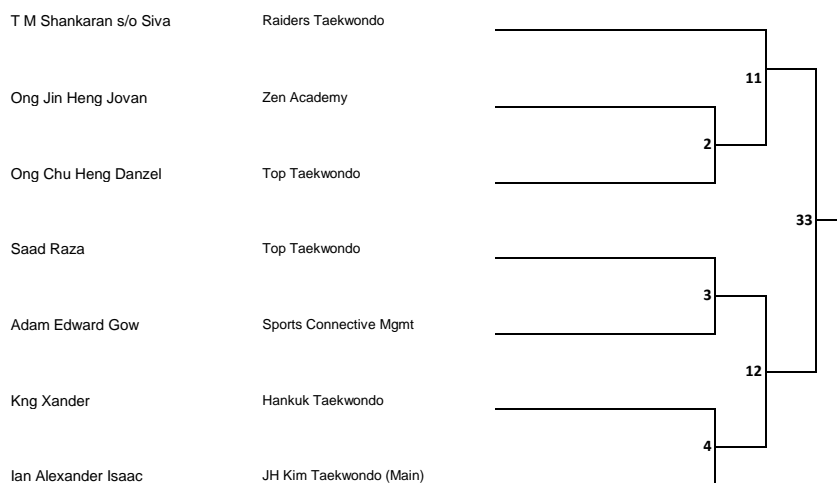 T M Shankaran s/o Siva Raiders Taekwondo
11
Ong Jin Heng Jovan Zen Academy
2
Ong Chu Heng Danzel Top Taekwondo
33
Saad Raza Top Taekwondo
3
Adam Edward Gow Sports Connective Mgmt
12
Kng Xander Hankuk Taekwondo
4
Ian Alexander Isaac JH Kim Taekwondo (Main)